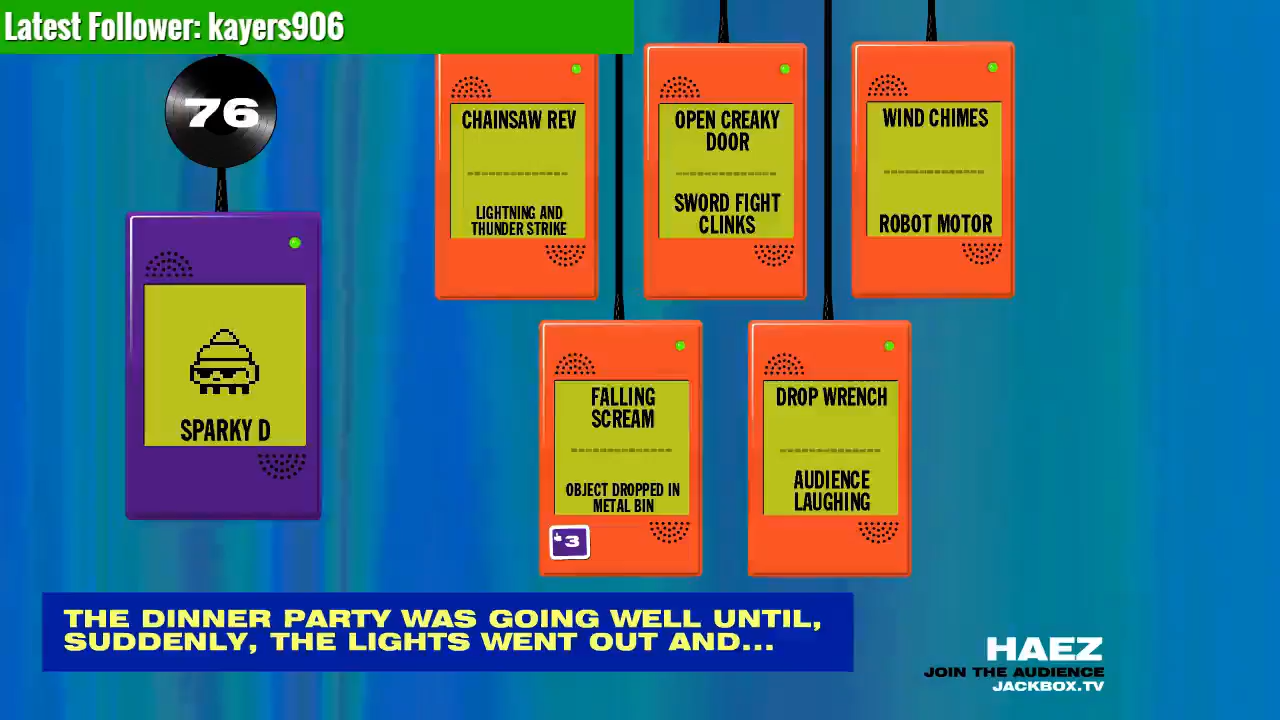 Latest Follower: kayers906
76
SPARKY D
CHAINSAW REV
LIGHTNING AND
THUNDER STRIKE
OPEN CREAKY
DOOR
SWORD FIGHT
CLINKS
WIND CHIMES
ROBOT MOTOR
FALLING
SCREAM
OBJECT DROPPED IN
METAL BIN
3
DROP WRENCH
AUDIENCE
LAUGHING
THE DINNER PARTY WAS GOING WELL UNTIL,
SUDDENLY, THE LIGHTS WENT OUT AND...
HAEZ
JOIN THE AUDIENCE
JACKBOX.TV